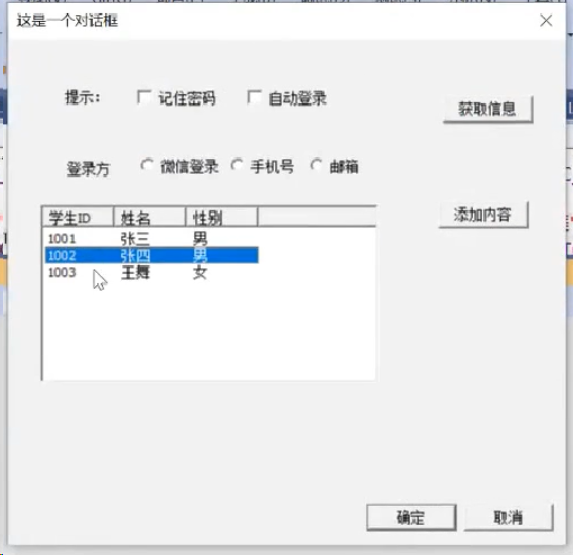 这是一个对话框
提示： 记住密码 自动登录 获取信息
登录方 微信登录 手机号 邮箱
学生ID 姓名 性别 添加内容
1001 张三 男
1002 张四 男
1003 王舞 女
确定 取消